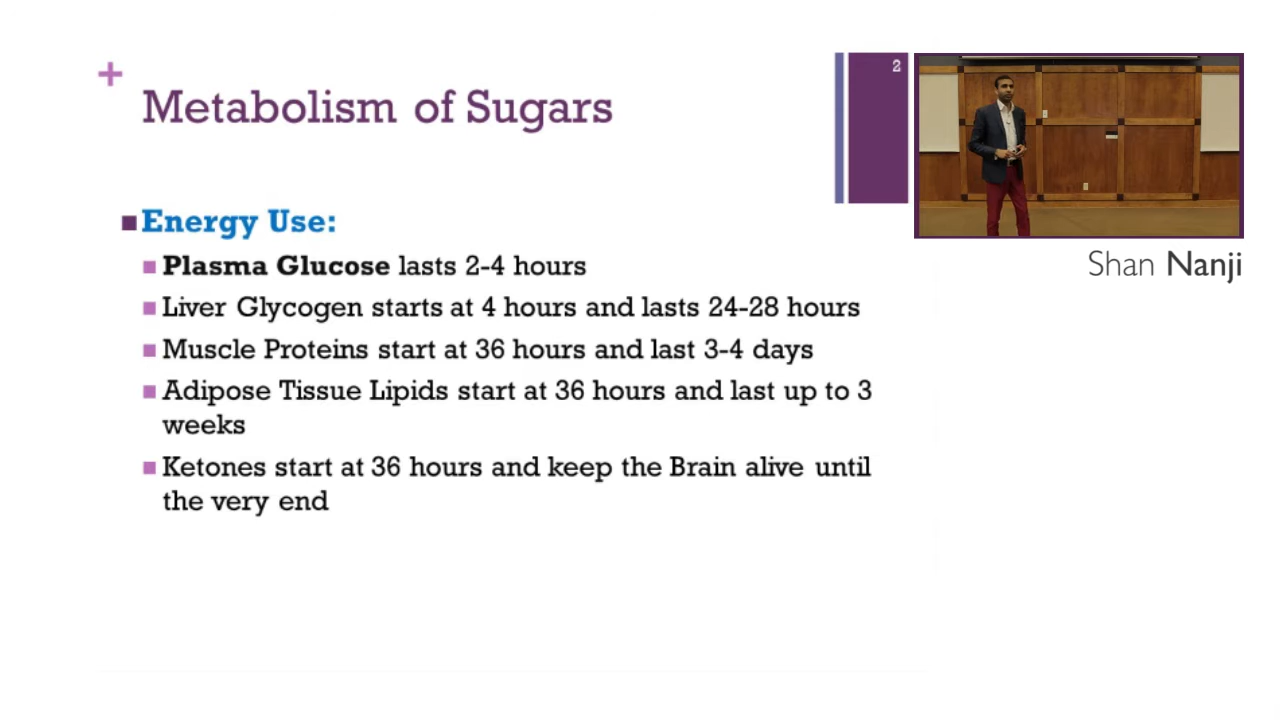 +
Metabolism of Sugars
2
Energy Use:
Plasma Glucose lasts 2-4 hours
Liver Glycogen starts at 4 hours and lasts 24-28 hours
Muscle Proteins start at 36 hours and last 3-4 days
Adipose Tissue Lipids start at 36 hours and last up to 3
weeks
Ketones start at 36 hours and keep the Brain alive until
the very end
Shan Nanji